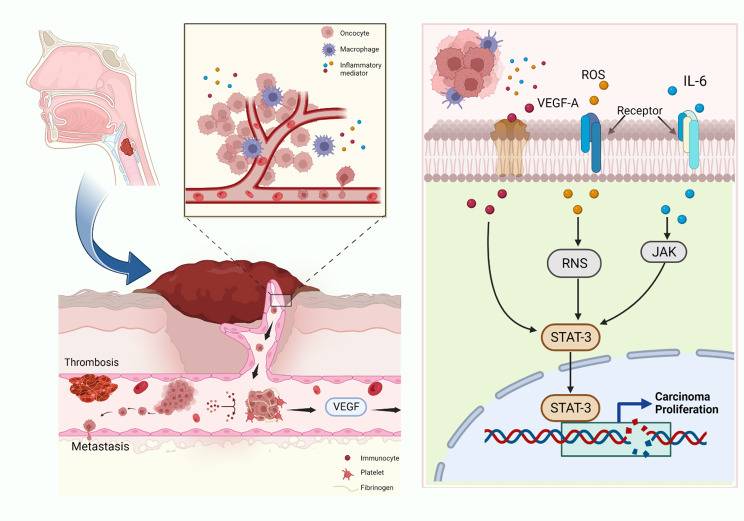 Oncocyte
Macrophage
Inflammatory
mediator
Thrombosis
VEGF
Metastasis
Immunocyte
Platelet
Fibrinogen
ROS
IL-6
VEGF-A
Receptor
RNS
JAK
STAT-3
STAT-3
Carcinoma
Proliferation